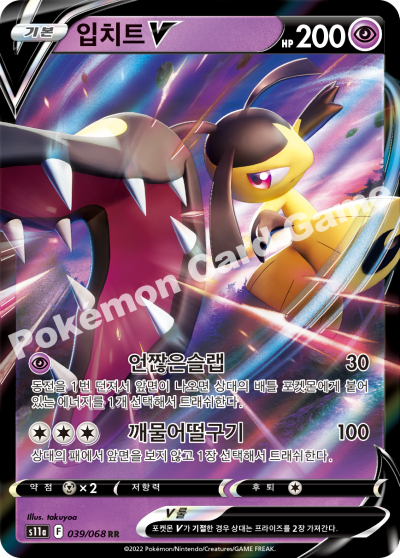 기본 입치트V HP 200
Pokémon Card Game
언짢은슬랩 30
동전을 1번 던져서 앞면이 나오면 상대의 배틀 포켓몬에게 붙어
있는 에너지를 1개 선택해서 트래쉬한다.
깨물어떨구기 100
상대의 패에서 앞면을 보지 않고 1장 선택해서 트래쉬한다.
약점 ×2 저항력 후퇴
Illus. takuyoa
V룰
s11a F 039/068 RR
포켓몬V가 기절한 경우 상대는 프라이즈를 2장 가져간다.
©2022 Pokémon/Nintendo/Creatures/GAME FREAK.